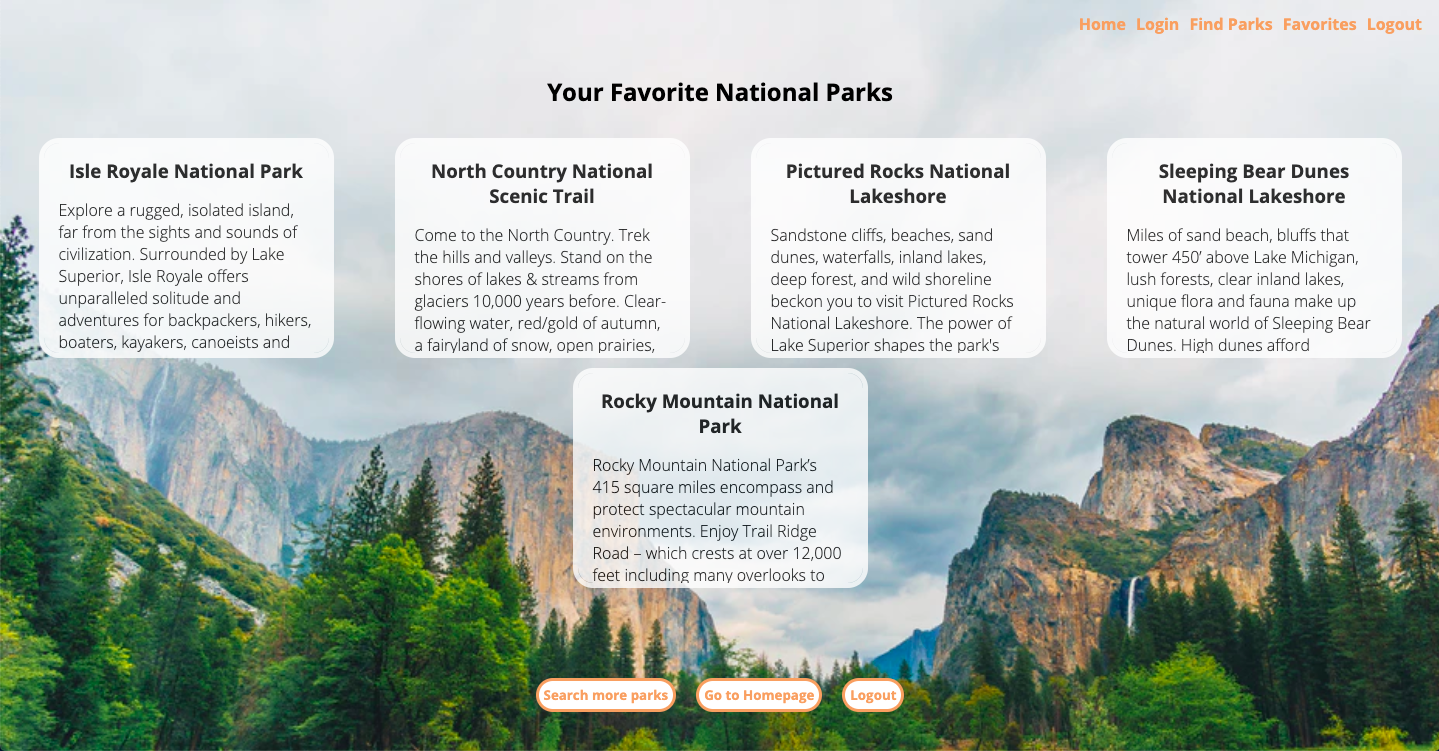 Home Login Find Parks Favorites Logout
Your Favorite National Parks
Isle Royale National Park
Explore a rugged, isolated island,
far from the sights and sounds of
civilization. Surrounded by Lake
Superior, Isle Royale offers
unparalleled solitude and
adventures for backpackers, hikers,
boaters, kayakers, canoeists and
North Country National
Scenic Trail
Come to the North Country. Trek
the hills and valleys. Stand on the
shores of lakes & streams from
glaciers 10,000 years before. Clear-
flowing water, red/gold of autumn,
a fairyland of snow, open prairies,
Pictured Rocks National
Lakeshore
Sandstone cliffs, beaches, sand
dunes, waterfalls, inland lakes,
deep forest, and wild shoreline
beckon you to visit Pictured Rocks
National Lakeshore. The power of
Lake Superior shapes the park's
Sleeping Bear Dunes
National Lakeshore
Miles of sand beach, bluffs that
tower 450’ above Lake Michigan,
lush forests, clear inland lakes,
unique flora and fauna make up
the natural world of Sleeping Bear
Dunes. High dunes afford
Rocky Mountain National
Park
Rocky Mountain National Park’s
415 square miles encompass and
protect spectacular mountain
environments. Enjoy Trail Ridge
Road – which crests at over 12,000
feet including many overlooks to
Search more parks
Go to Homepage
Logout